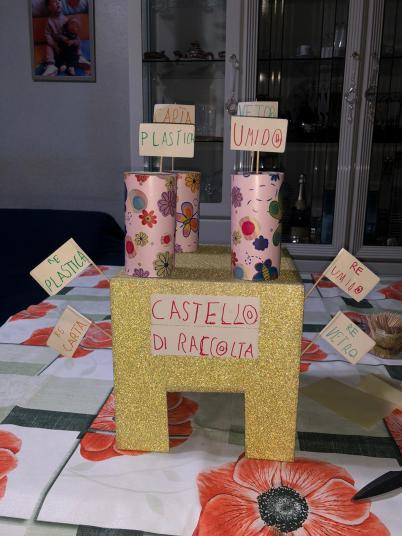 CARTA
VETRO
PLASTICA
UMIDO
RE
PLASTICA
RE
UMIDO
RE
CARTA
RE
VETRO
CASTELLO
DI RACCOLTA